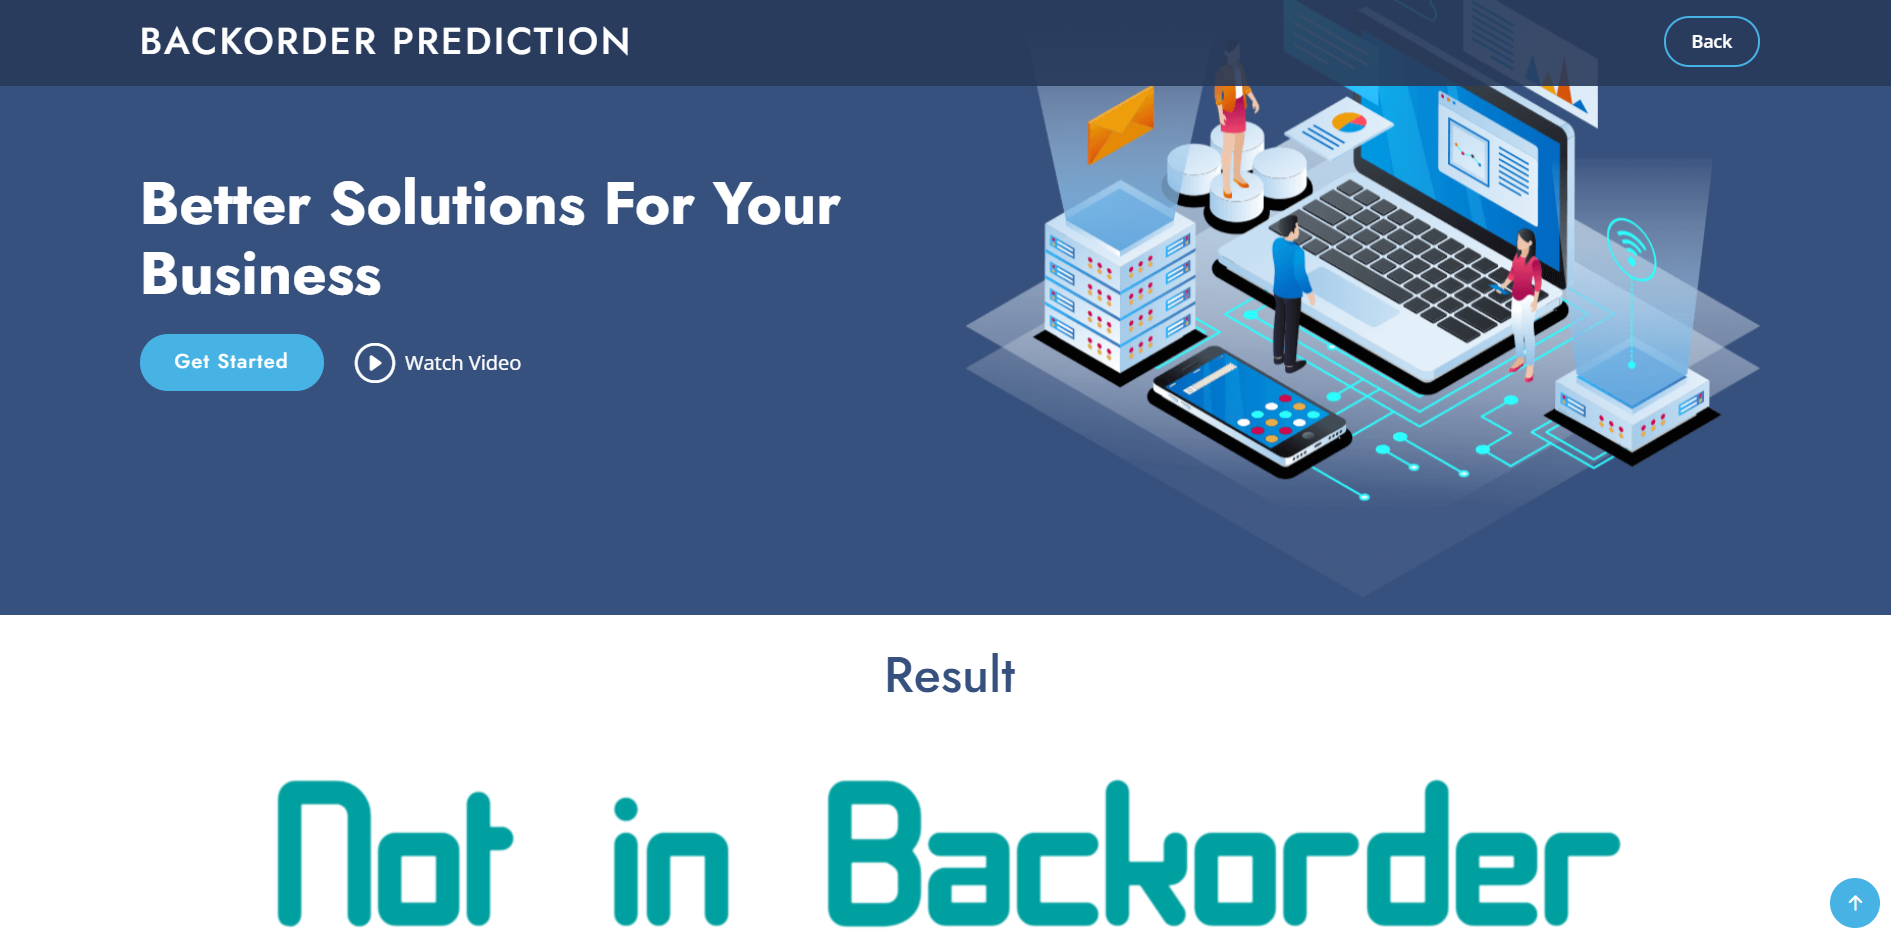 BACKORDER PREDICTION
Back
Better Solutions For Your
Business
Get Started
Watch Video
Result
Not in Backorder